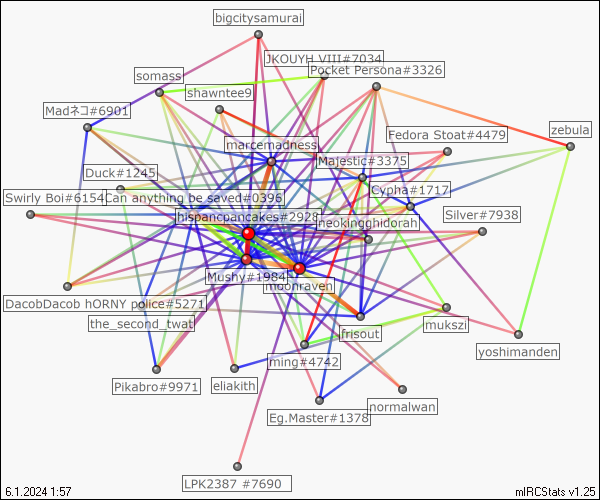 bigcitysamurai
JKOUYH_VIII#7034
Pocket Persona#3326
somass
shawntee9
Madネコ#6901
zebula
Fedora Stoat#4479
marcemadness
Majestic#3375
Duck#1245
Cypha#1717
Swirly Boi#6154
Can anything be saved#0396
hispancpancakes#2928
Silver#7938
neokingghidorah
Mushy#1984
moonraven
DacobDacob hORNY police#5271
the_second_twat
frisout
mukszi
yoshimanden
ming#4742
Pikabro#9971
eliakith
normalwan
Eg.Master#1378
LPK2387 #7690
6.1.2024 1:57
mIRCStats v1.25